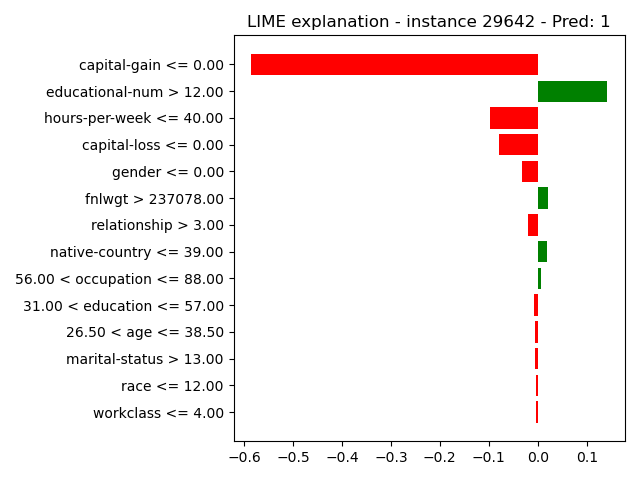 LIME explanation - instance 29642 - Pred: 1
capital-gain <= 0.00
educational-num > 12.00
hours-per-week <= 40.00
capital-loss <= 0.00
gender <= 0.00
fnlwgt > 237078.00
relationship > 3.00
native-country <= 39.00
56.00 < occupation <= 88.00
31.00 < education <= 57.00
26.50 < age <= 38.50
marital-status > 13.00
race <= 12.00
workclass <= 4.00
−0.6 −0.5 −0.4 −0.3 −0.2 −0.1 0.0 0.1